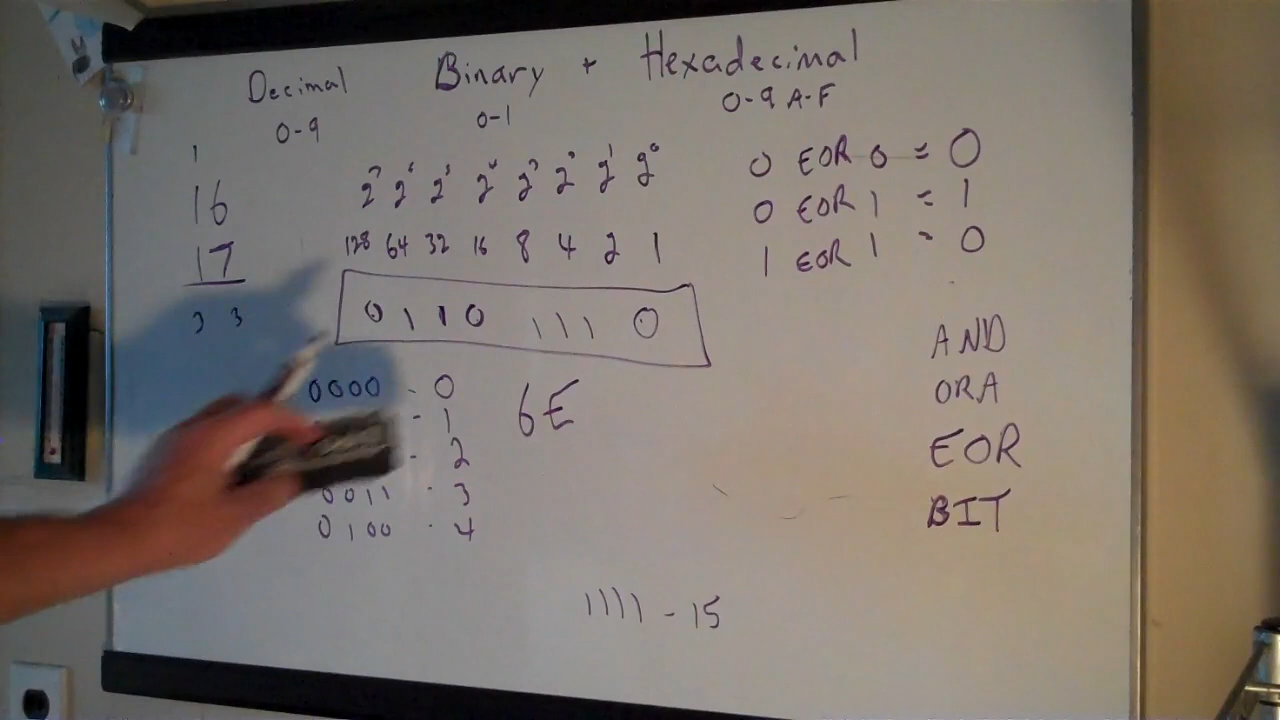 Decimal Binary + Hexadecimal
0-9 0-1 0-9 A-F
1
16
17
33
2⁷ 2⁶ 2⁵ 2⁴ 2³ 2² 2¹ 2⁰
128 64 32 16 8 4 2 1
0 1 1 0 1 1 1 0
0000 - 0
- 1
- 2
0011 - 3
0100 - 4
6E
1111 - 15
0 EOR 0 = 0
0 EOR 1 = 1
1 EOR 1 = 0
AND
ORA
EOR
BIT